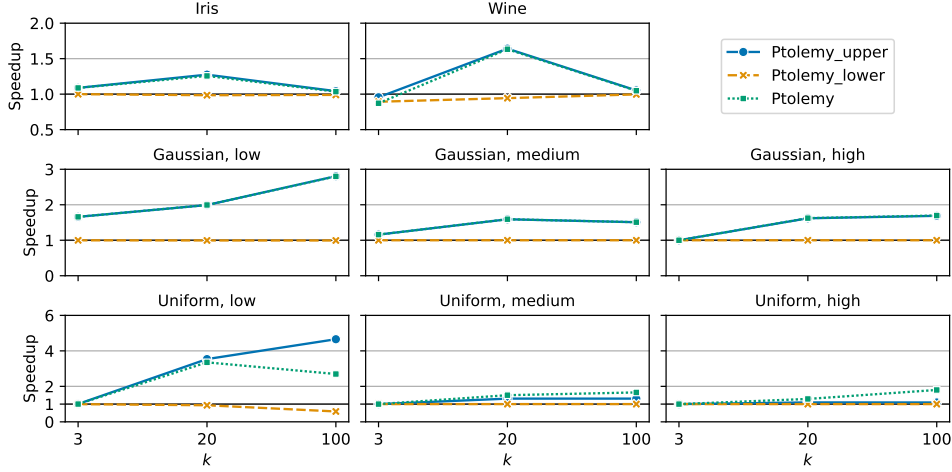 Iris
Wine
Speedup
2.0
1.5
1.0
0.5
Ptolemy_upper
Ptolemy_lower
Ptolemy
Gaussian, low
Gaussian, medium
Gaussian, high
Speedup
3
2
1
0
Uniform, low
Uniform, medium
Uniform, high
Speedup
6
4
2
1
0
3 20 100
3 20 100
3 20 100
k
k
k